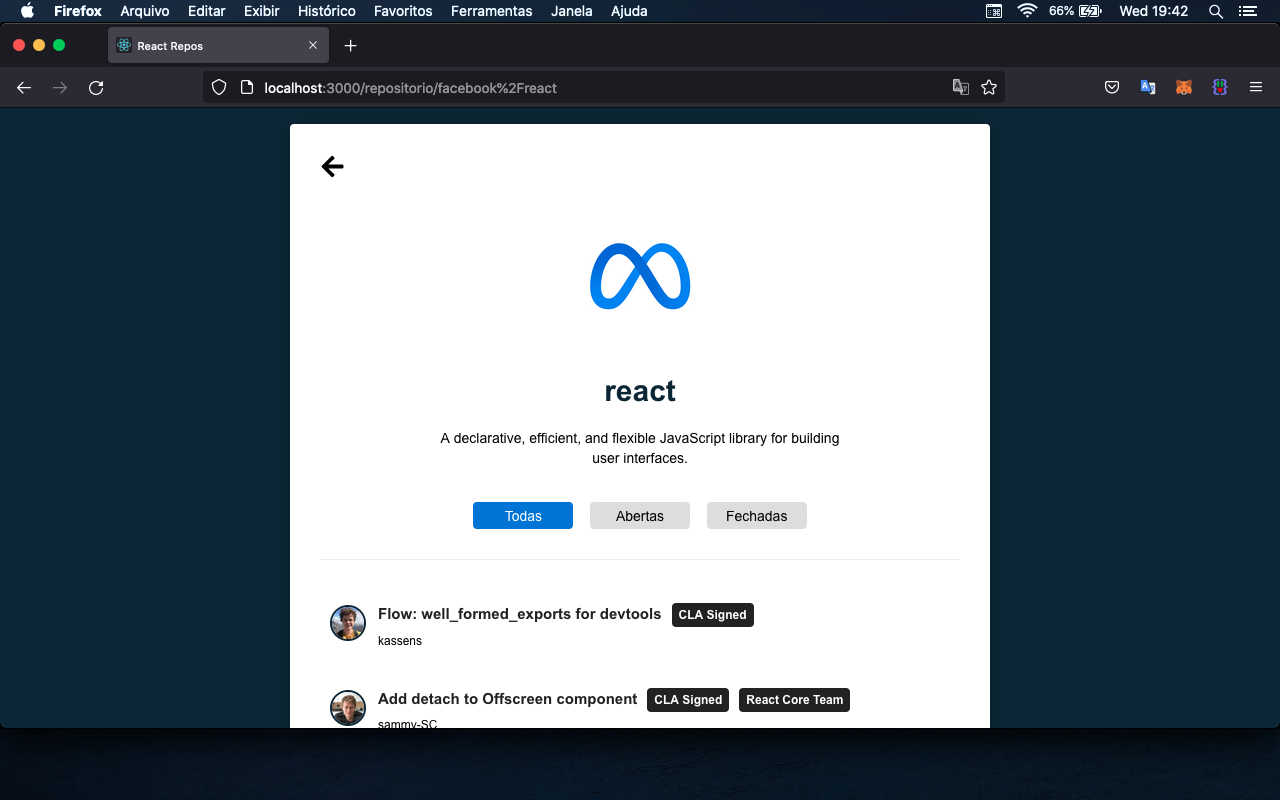 Firefox Arquivo Editar Exibir Histórico Favoritos Ferramentas Janela Ajuda 66% Wed 19:42
React Repos
localhost:3000/repositorio/facebook%2Freact
react
A declarative, efficient, and flexible JavaScript library for building
user interfaces.
Todas Abertas Fechadas
Flow: well_formed_exports for devtools CLA Signed
kassens
Add detach to Offscreen component CLA Signed React Core Team
sammy-SC